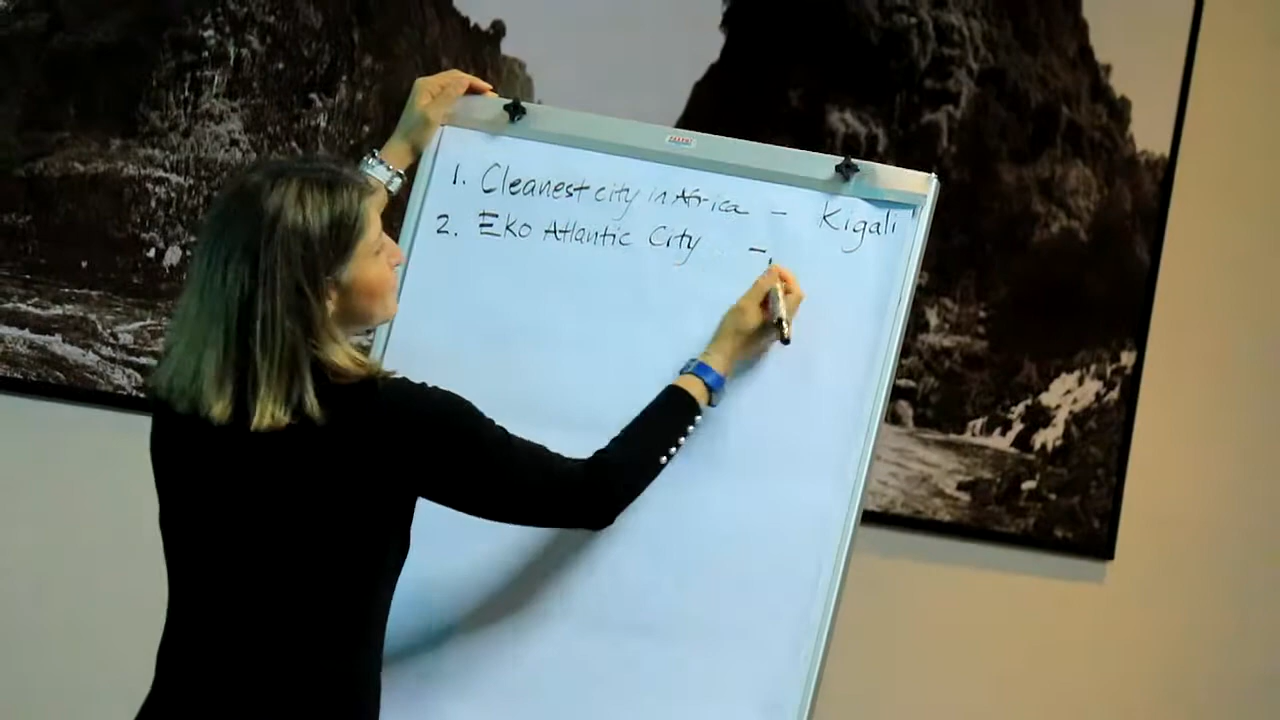 1. Cleanest city in Africa - Kigali
2. Eko Atlantic City -